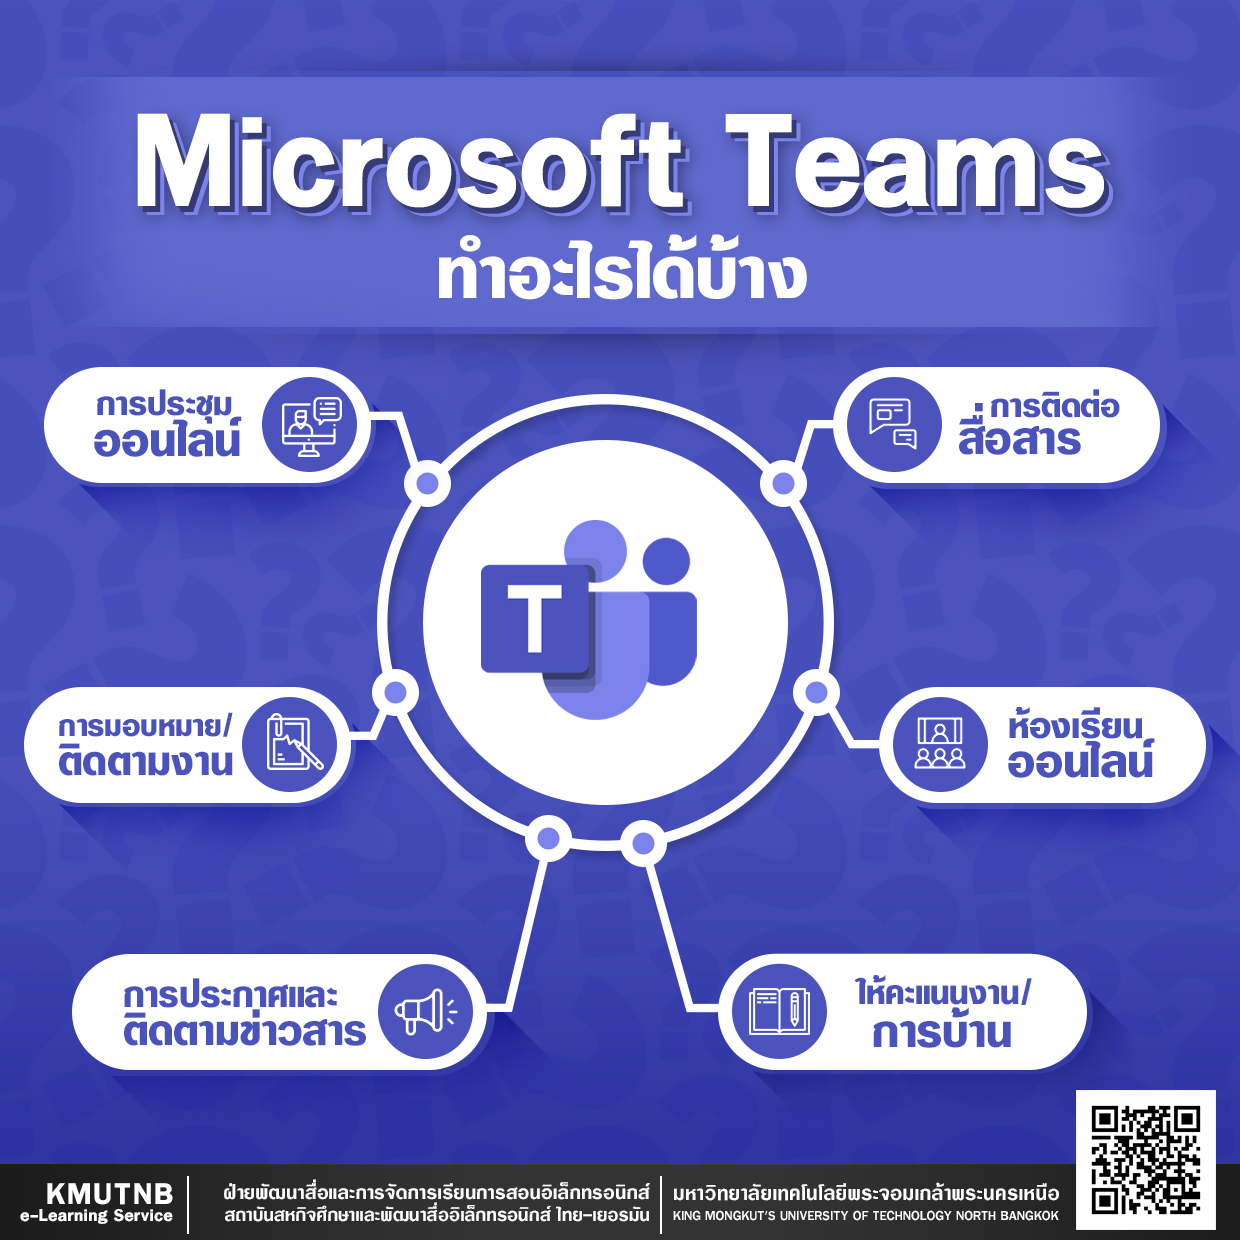 Microsoft Teams
ทำอะไรได้บ้าง
การประชุม
ออนไลน์
การติดต่อ
สื่อสาร
T
การมอบหมาย/
ติดตามงาน
ห้องเรียน
ออนไลน์
การประกาศและ
ติดตามข่าวสาร
ให้คะแนนงาน/
การบ้าน
KMUTNB
e-Learning Service
ฝ่ายพัฒนาสื่อและการจัดการเรียนการสอนอิเล็กทรอนิกส์
สถาบันสหกิจศึกษาและพัฒนาสื่ออิเล็กทรอนิกส์ ไทย-เยอรมัน
มหาวิทยาลัยเทคโนโลยีพระจอมเกล้าพระนครเหนือ
KING MONGKUT'S UNIVERSITY OF TECHNOLOGY NORTH BANGKOK